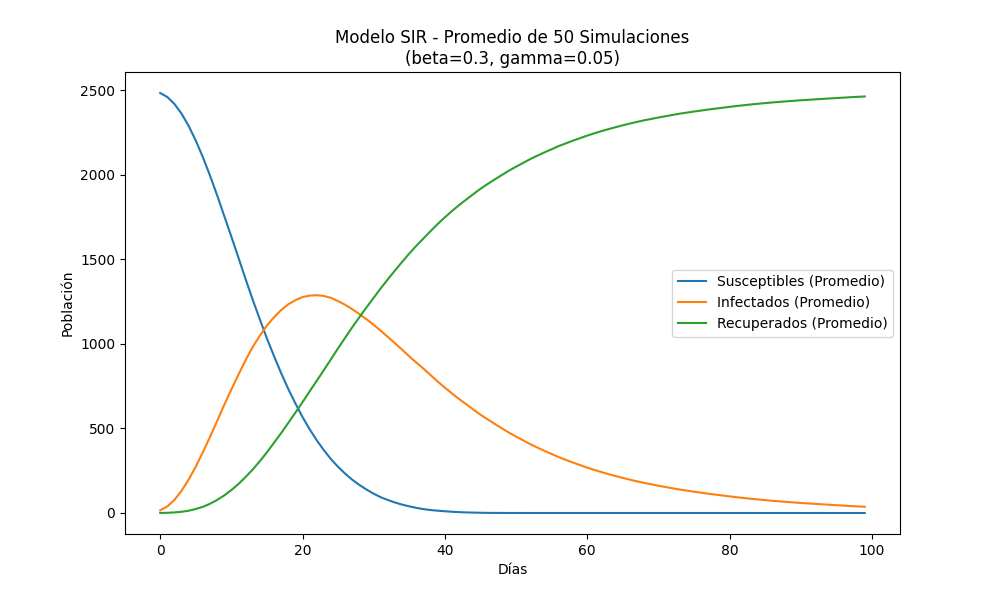 Modelo SIR - Promedio de 50 Simulaciones
(beta=0.3, gamma=0.05)
Población
2500
2000
1500
1000
500
0
Susceptibles (Promedio)
Infectados (Promedio)
Recuperados (Promedio)
0 20 40 60 80 100
Días